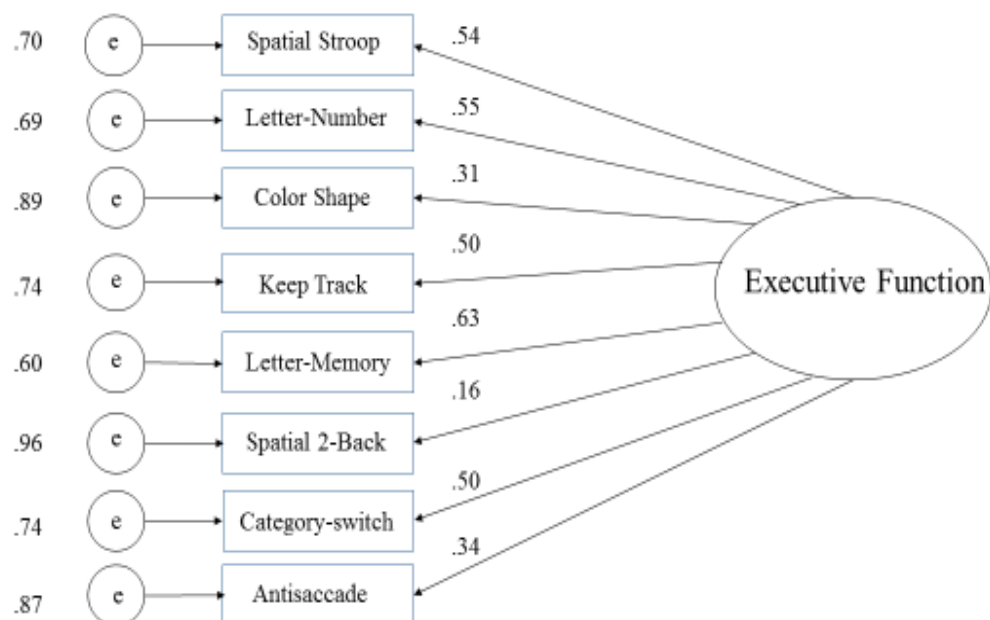 .70 e Spatial Stroop .54
.69 e Letter-Number .55
.89 e Color Shape .31
.74 e Keep Track .50
Executive Function
.60 e Letter-Memory .63
.96 e Spatial 2-Back .16
.74 e Category-switch .50
.87 e Antisaccade .34